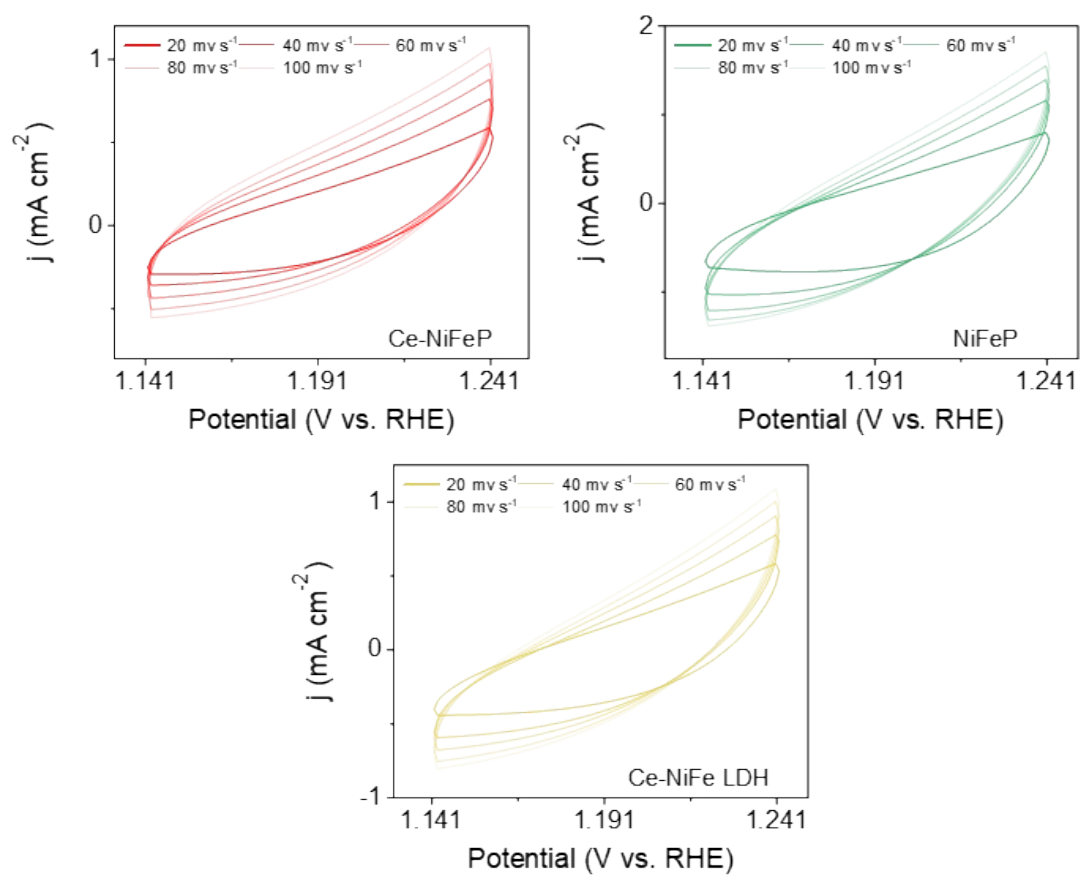 20 mv s⁻¹ 40 mv s⁻¹ 60 mv s⁻¹
80 mv s⁻¹ 100 mv s⁻¹
1
0
j (mA cm⁻²)
Ce-NiFeP
1.141 1.191 1.241
Potential (V vs. RHE)
20 mv s⁻¹ 40 mv s⁻¹ 60 mv s⁻¹
80 mv s⁻¹ 100 mv s⁻¹
2
0
j (mA cm⁻²)
NiFeP
1.141 1.191 1.241
Potential (V vs. RHE)
20 mv s⁻¹ 40 mv s⁻¹ 60 mv s⁻¹
80 mv s⁻¹ 100 mv s⁻¹
1
0
-1
j (mA cm⁻²)
Ce-NiFe LDH
1.141 1.191 1.241
Potential (V vs. RHE)